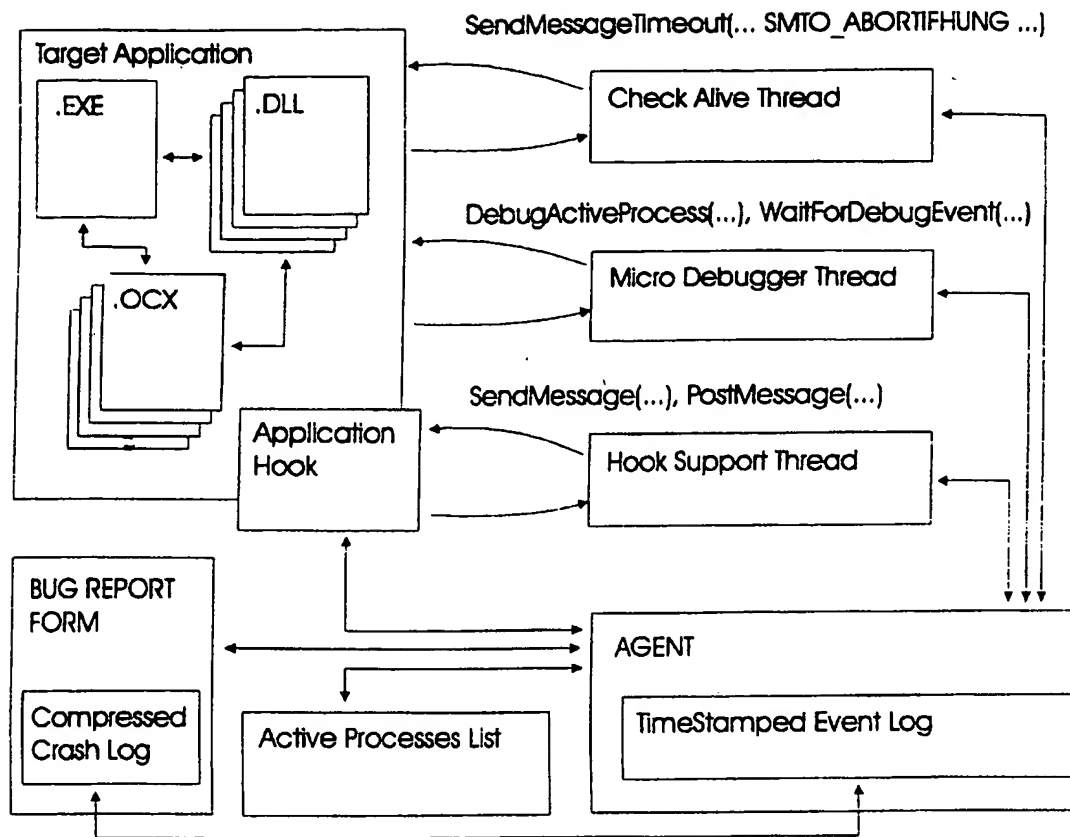 SendMessageTimeout(... SMTO_ABORTIFHUNG ...)
Target Application
.EXE
.DLL
Check Alive Thread
DebugActiveProcess(...), WaitForDebugEvent(...)
.OCX
Micro Debugger Thread
SendMessage(...), PostMessage(...)
Application
Hook
Hook Support Thread
BUG REPORT
FORM
AGENT
Compressed
Crash Log
Active Processes List
TimeStamped Event Log